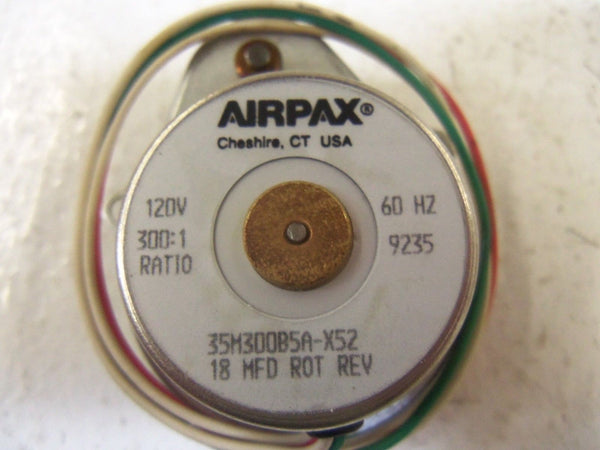 AIRPAX®
Cheshire, CT USA
120V 60 HZ
300:1 9235
RATIO
35M300B5A-X52
18 MFD ROT REV